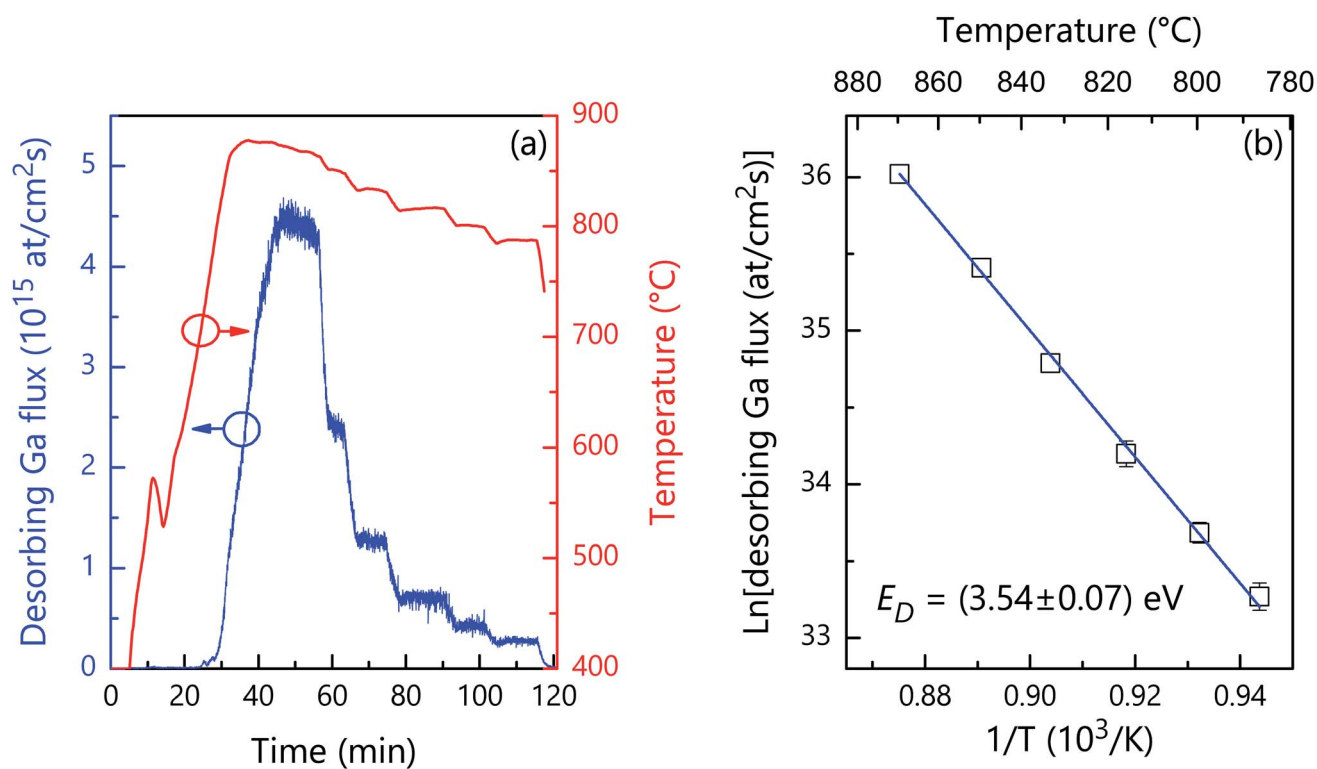 (a)
Desorbing Ga flux (10¹⁵ at/cm²s)
5
4
3
2
1
0
900
800
700
600
500
400
Temperature (°C)
0 20 40 60 80 100 120
Time (min)
Temperature (°C)
880 860 840 820 800 780
(b)
Ln[desorbing Ga flux (at/cm²s)]
36
35
34
33
E_D = (3.54±0.07) eV
0.88 0.90 0.92 0.94
1/T (10³/K)